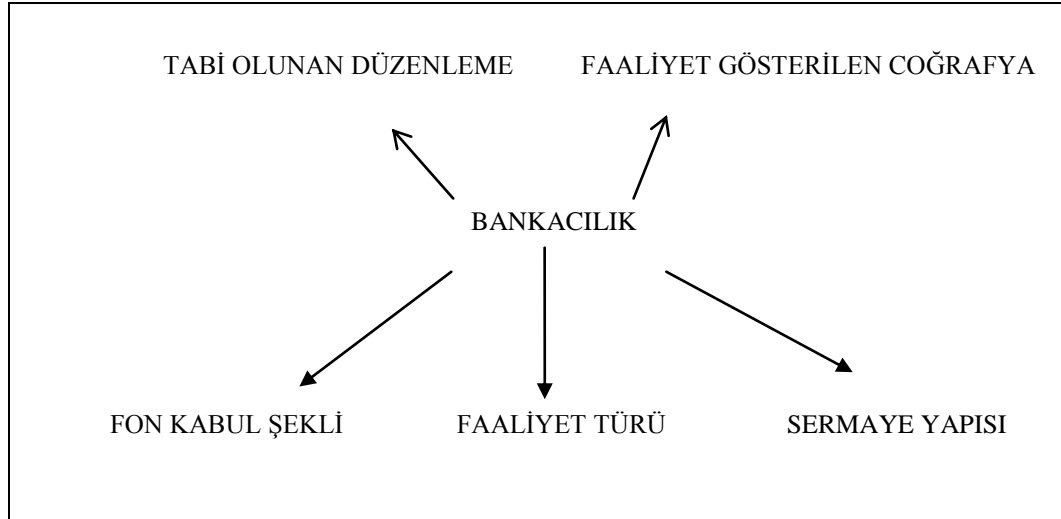 TABİ OLUNAN DÜZENLEME
FAALİYET GÖSTERİLEN COĞRAFYA
BANKACILIK
FON KABUL ŞEKLİ
FAALİYET TÜRÜ
SERMAYE YAPISI